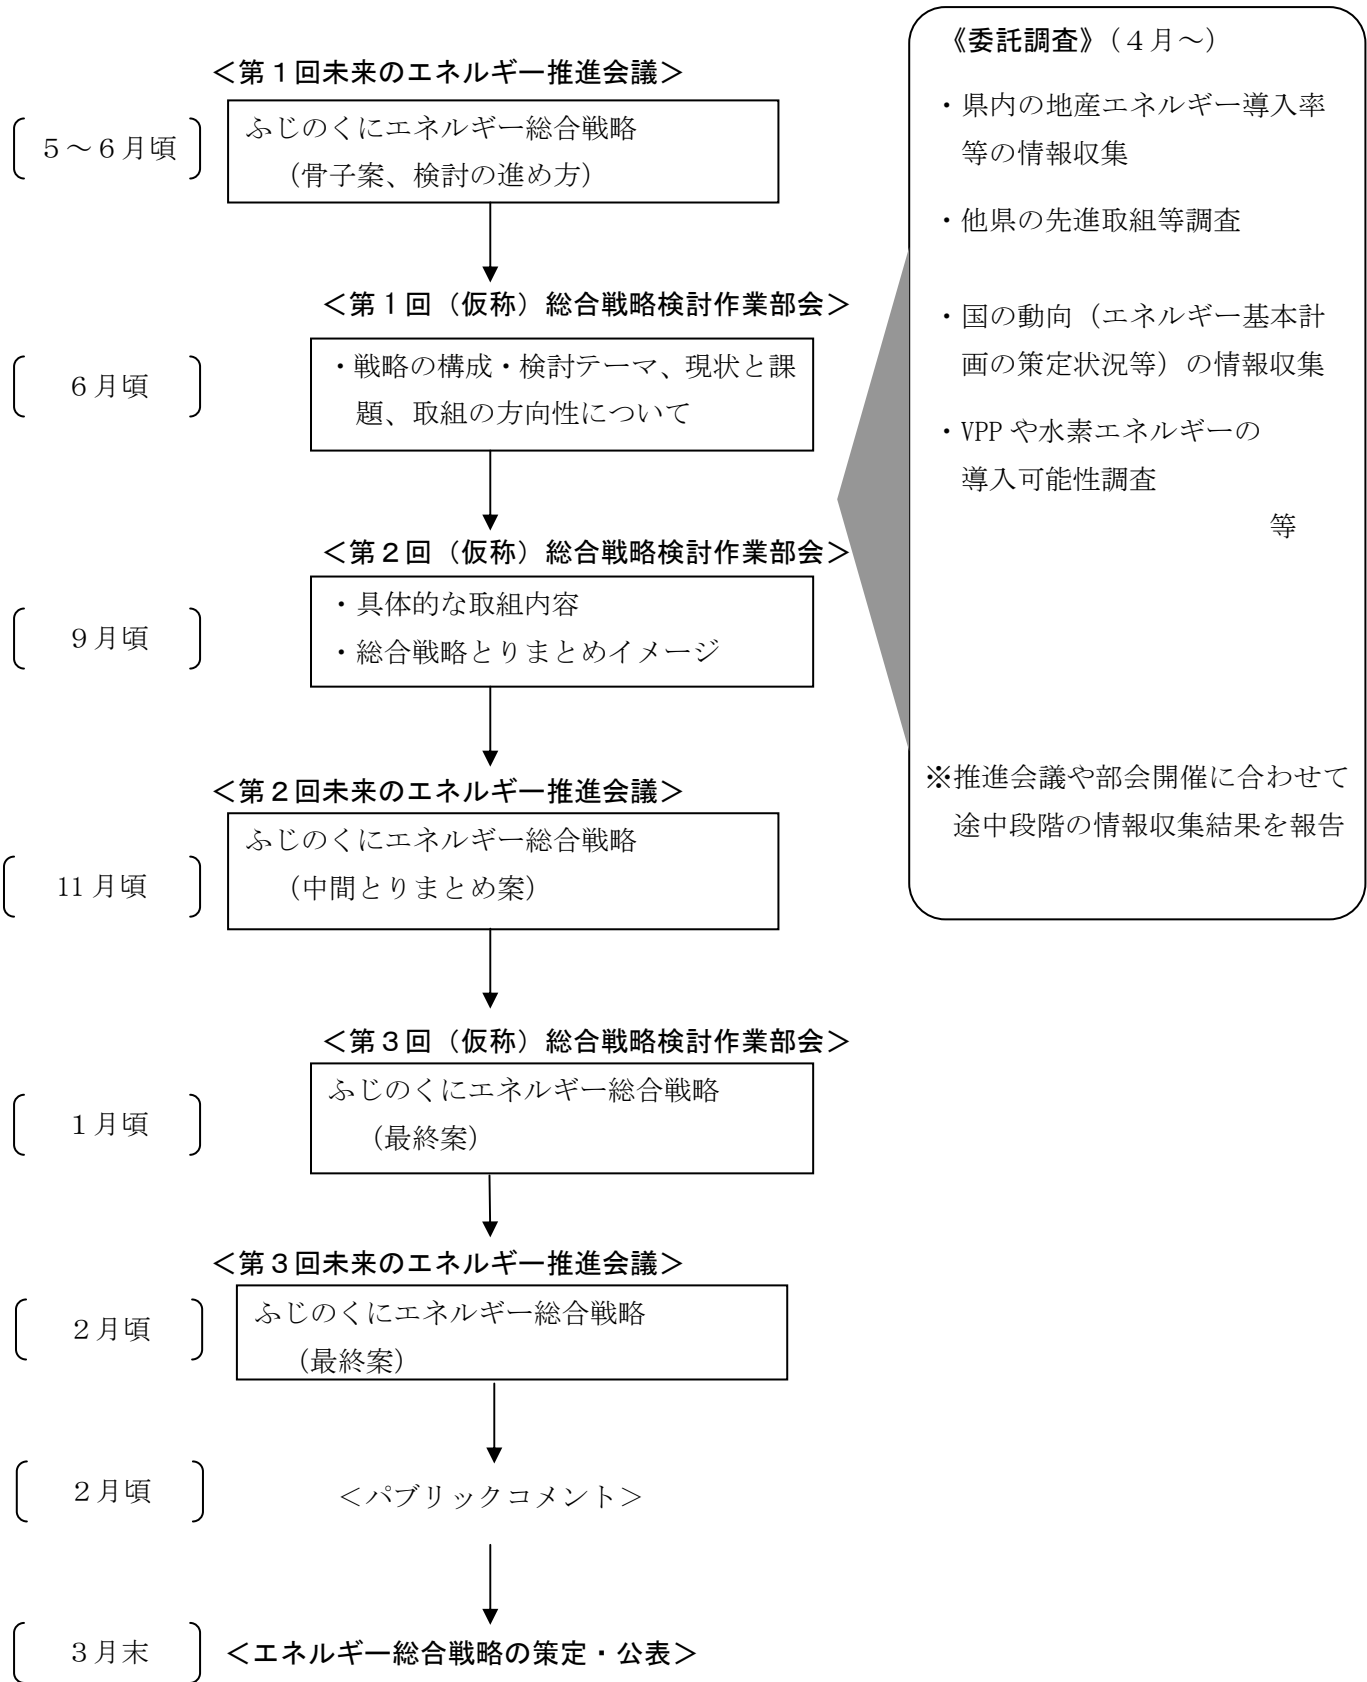 ＜第１回未来のエネルギー推進会議＞
５～６月頃
ふじのくにエネルギー総合戦略
（骨子案、検討の進め方）
＜第１回（仮称）総合戦略検討作業部会＞
６月頃
・戦略の構成・検討テーマ、現状と課
題、取組の方向性について
＜第２回（仮称）総合戦略検討作業部会＞
９月頃
・具体的な取組内容
・総合戦略とりまとめイメージ
＜第２回未来のエネルギー推進会議＞
11月頃
ふじのくにエネルギー総合戦略
（中間とりまとめ案）
＜第３回（仮称）総合戦略検討作業部会＞
１月頃
ふじのくにエネルギー総合戦略
（最終案）
＜第３回未来のエネルギー推進会議＞
２月頃
ふじのくにエネルギー総合戦略
（最終案）
２月頃
＜パブリックコメント＞
３月末
＜エネルギー総合戦略の策定・公表＞
《委託調査》（４月～）
・県内の地産エネルギー導入率
等の情報収集
・他県の先進取組等調査
・国の動向（エネルギー基本計
画の策定状況等）の情報収集
・VPPや水素エネルギーの
導入可能性調査
等
※推進会議や部会開催に合わせて
途中段階の情報収集結果を報告